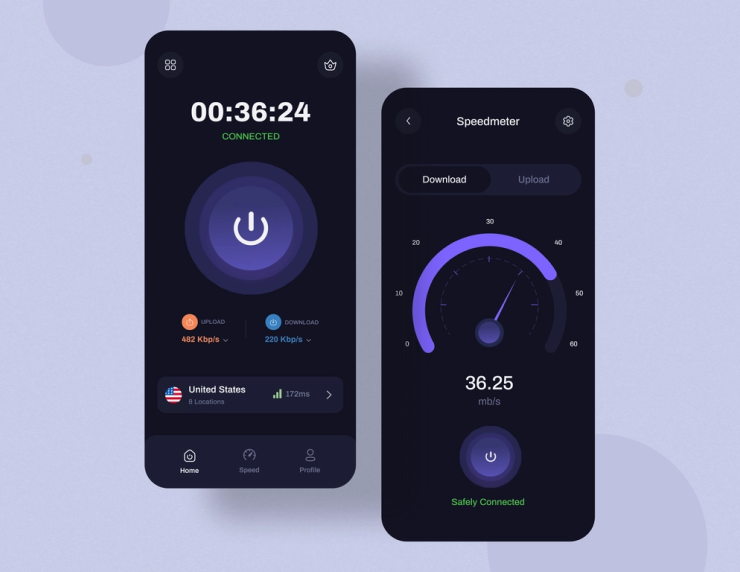 00:36:24
CONNECTED
UPLOAD
482 Kbp/s
DOWNLOAD
220 Kbp/s
United States
8 Locations
172ms
Home
Speed
Profile
Speedmeter
Download
Upload
0
10
20
30
40
50
60
36.25
mb/s
Safely Connected